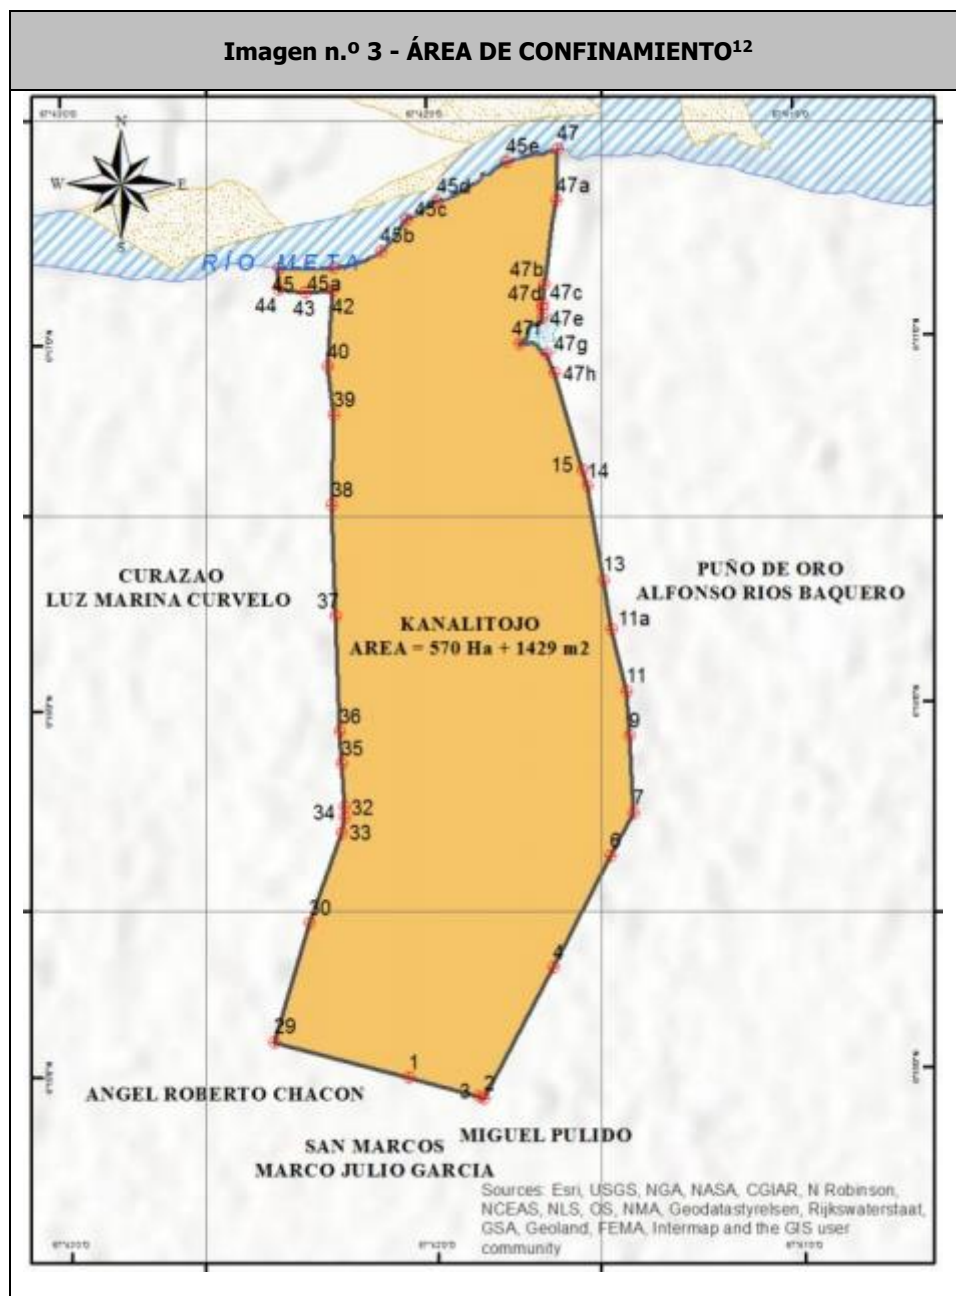 Imagen n.º 3 - ÁREA DE CONFINAMIENTO12
N
W E
S
47
45e
47a
45d
45c
45b
RÍO META
47b
45 45a
47d 47c
44 43 42
47e
47f
47g
40
47h
39
15 14
38
13
CURAZAO
LUZ MARINA CURVELO
PUÑO DE ORO
ALFONSO RIOS BAQUERO
37
11a
KANALITOJO
AREA = 570 Ha + 1429 m2
11
36
9
35
7
34 32
33
6
30
4
29
1
3 2
ANGEL ROBERTO CHACON
MIGUEL PULIDO
SAN MARCOS
MARCO JULIO GARCIA
Sources: Esri, USGS, NGA, NASA, CGIAR, N Robinson,
NCEAS, NLS, OS, NMA, Geodatastyrelsen, Rijkswaterstaat,
GSA, Geoland, FEMA, Intermap and the GIS user
community